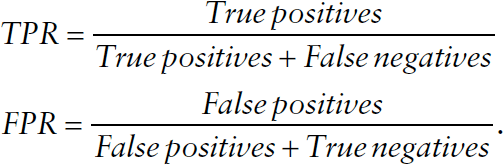 TPR = True positives / True positives + False negatives
FPR = False positives / False positives + True negatives.